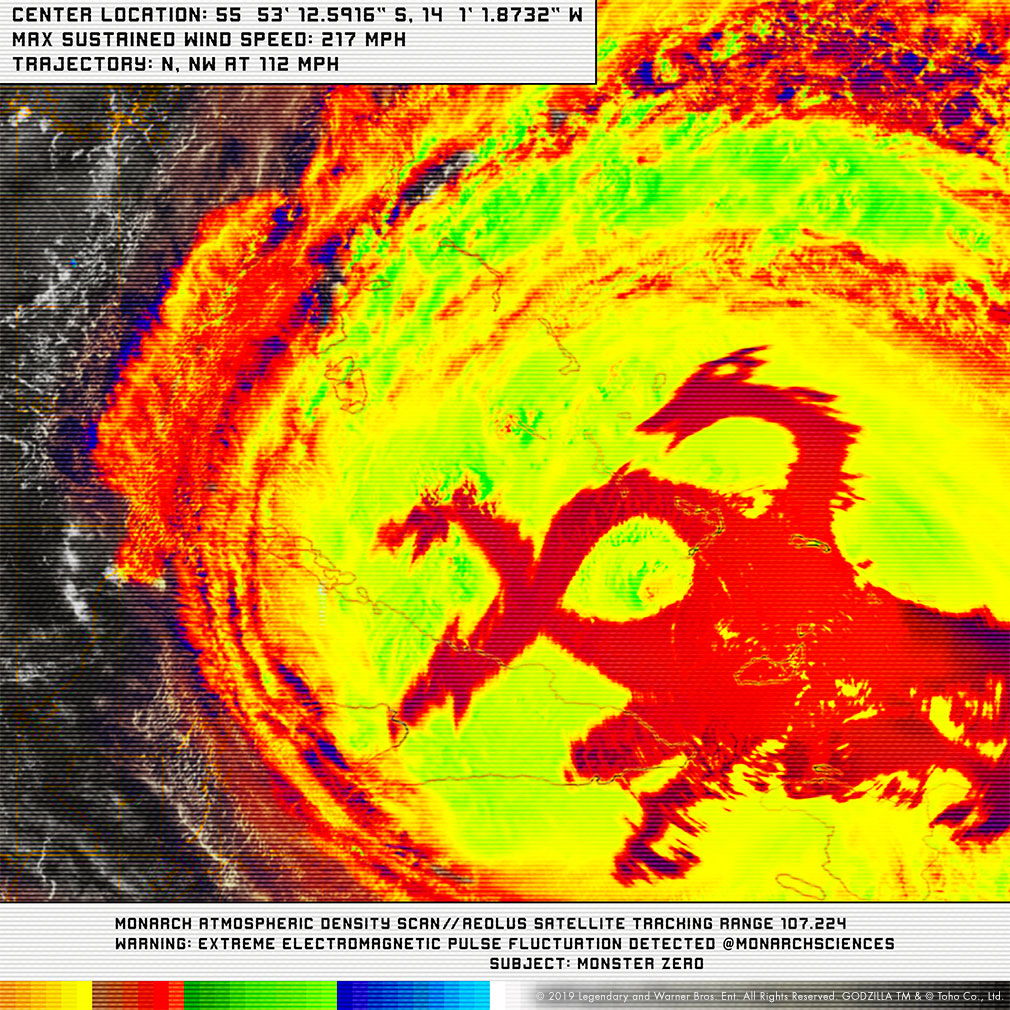 CENTER LOCATION: 55 53' 12.5916" S, 14 1' 1.8732" W
MAX SUSTAINED WIND SPEED: 217 MPH
TRAJECTORY: N, NW AT 112 MPH
MONARCH ATMOSPHERIC DENSITY SCAN//AEOLUS SATELLITE TRACHING RANGE 107.224
WARNING: EXTREME ELECTROMAGNETIC PULSE FLUCTUATION DETECTED @MONARCHSCIENCES
SUBJECT: MONSTER ZERO
© 2019 Legendary and Warner Bros. Ent. All Rights Reserved. GODZILLA TM & © Toho Co., Ltd.